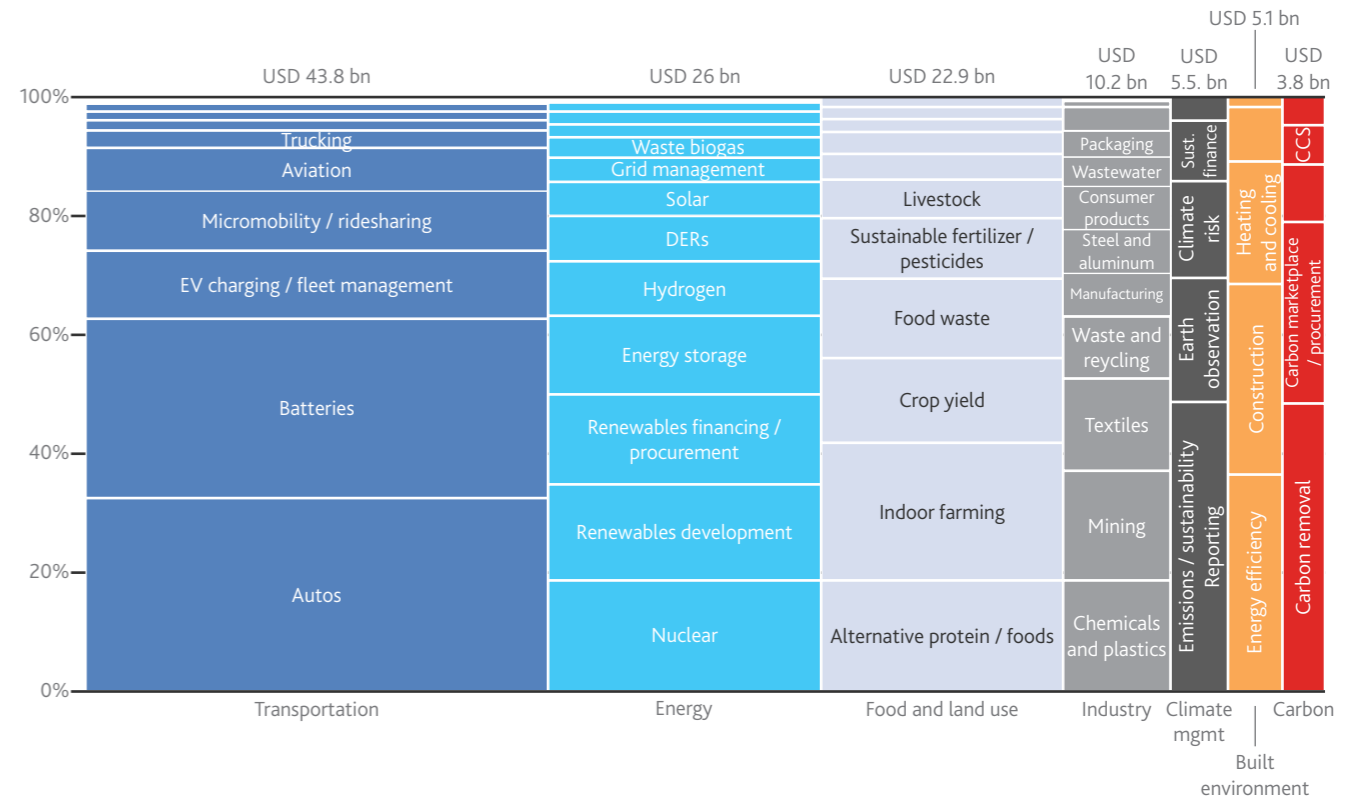 USD 5.1 bn
USD 43.8 bn
USD 26 bn
USD 22.9 bn
USD
10.2 bn
USD
5.5. bn
USD
3.8 bn
100%
80%
60%
40%
20%
0%
Trucking
Aviation
Micromobility / ridesharing
EV charging / fleet management
Batteries
Autos
Waste biogas
Grid management
Solar
DERs
Hydrogen
Energy storage
Renewables financing /
procurement
Renewables development
Nuclear
Livestock
Sustainable fertilizer /
pesticides
Food waste
Crop yield
Indoor farming
Alternative protein / foods
Packaging
Wastewater
Consumer
products
Steel and
aluminum
Manufacturing
Waste and
reycling
Textiles
Mining
Chemicals
and plastics
Sust.
finance
Climate
risk
Earth
observation
Emissions / sustainability
Reporting
Heating
and cooling
Construction
Energy efficiency
CCS
Carbon marketplace
/ procurement
Carbon removal
Transportation
Energy
Food and land use
Industry
Climate
mgmt
Built
environment
Carbon